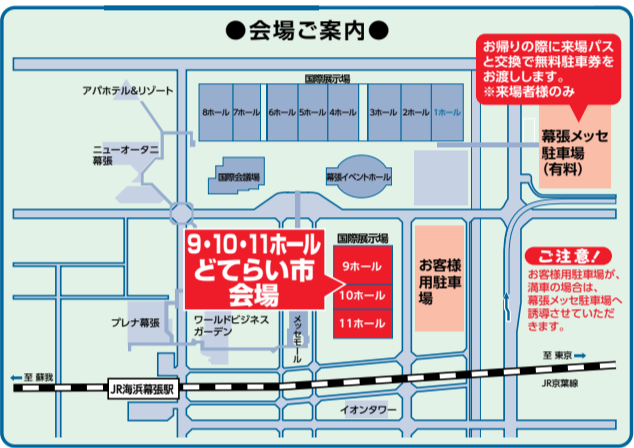 ●会場ご案内●
お帰りの際に来場パス
と交換で無料駐車券を
お渡しします。
※来場者様のみ
国際展示場
アパホテル&リゾート
8ホール
7ホール
6ホール
5ホール
4ホール
3ホール
2ホール
1ホール
幕張メッセ
駐車場
(有料)
ニューオータニ
幕張
国際会議場
幕張イベントホール
9・10・11ホール
どてらい市
会場
国際展示場
9ホール
10ホール
11ホール
お客様
用駐車
場
ご注意!
お客様用駐車場が、
満車の場合は、
幕張メッセ駐車場へ
誘導させていただ
きます。
プレナ幕張
ワールドビジネス
ガーデン
メッセモール
至 東京
至 蘇我
JR海浜幕張駅
JR京葉線
イオンタワー